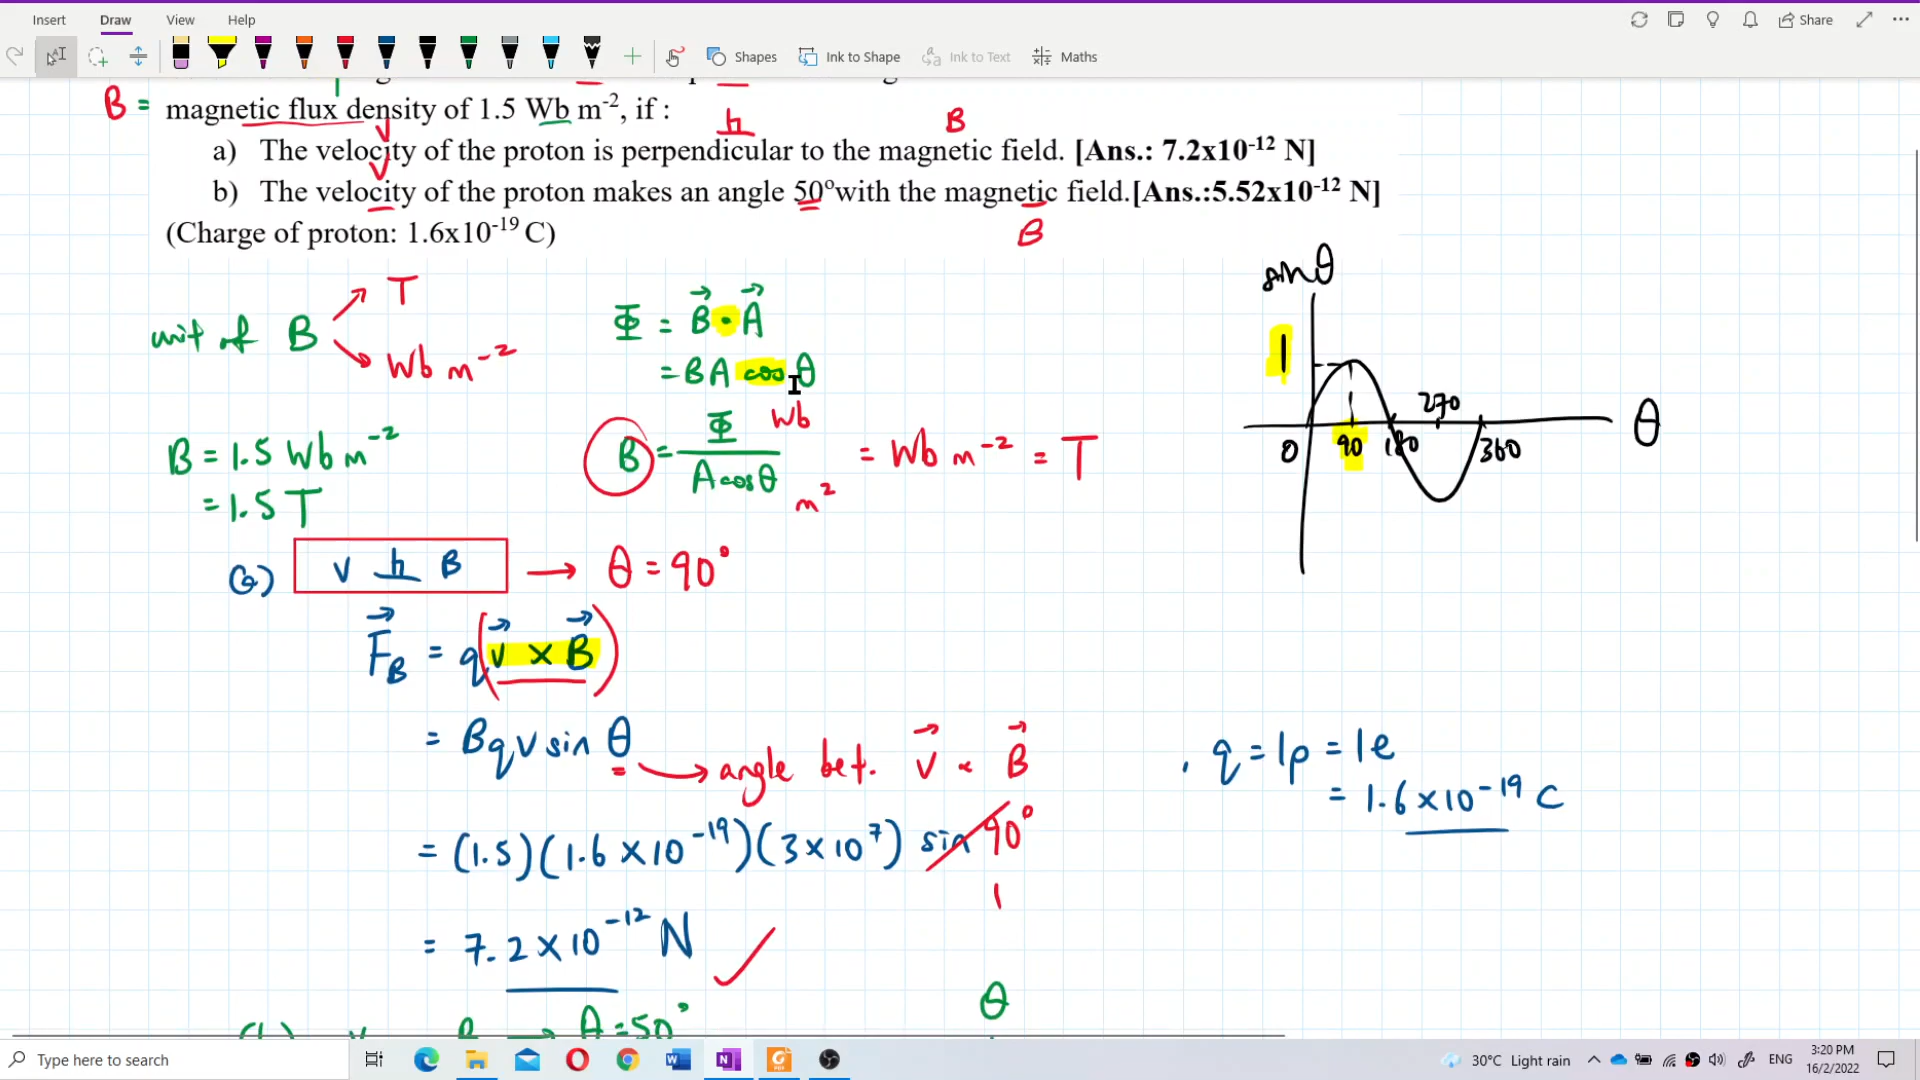 Insert Draw View Help
Share
Shapes Ink to Shape Ink to Text Maths
B = magnetic flux density of 1.5 Wb m-2, if :
V
h
B
a) The velocity of the proton is perpendicular to the magnetic field. [Ans.: 7.2x10-12 N]
V
b) The velocity of the proton makes an angle 50owith the magnetic field.[Ans.:5.52x10-12 N]
B
(Charge of proton: 1.6x10-19 C)
unit of B
T
Wb m-2
Φ = B • A
= BA cos θ
B = 1.5 Wb m-2
= 1.5 T
B = Φ / A cosθ
Wb
m2
= Wb m-2 = T
sin θ
1
0 90 180 270 360
θ
(a) v B → θ = 90°
FB = q(v × B)
= Bqv sin θ → angle bet. v & B
= (1.5)(1.6 × 10-19)(3 × 10^7) sin 90°
1
= 7.2 × 10-12 N
q = 1p = 1e
= 1.6 × 10-19 C
θ
(b) v B → θ = 50°
Type here to search
30°C Light rain
ENG
3:20 PM
16/2/2022